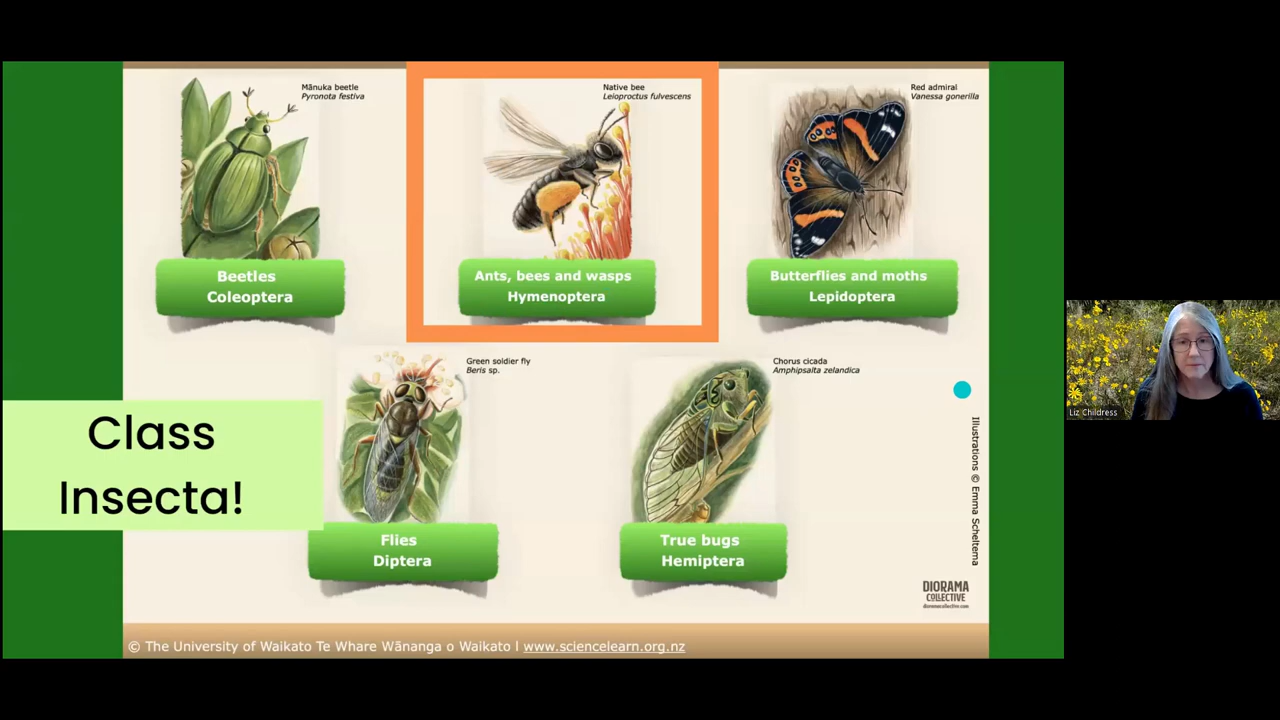 Mānuka beetle
Pyronota festiva
Native bee
Leioproctus fulvescens
Red admiral
Vanessa gonerilla
Beetles
Coleoptera
Ants, bees and wasps
Hymenoptera
Butterflies and moths
Lepidoptera
Green soldier fly
Beris sp.
Chorus cicada
Amphipsalta zelandica
Class
Insecta!
Flies
Diptera
True bugs
Hemiptera
Illustrations © Emma Scheltema
DIORAMA
COLLECTIVE
dioramacollective.com
© The University of Waikato Te Whare Wānanga o Waikato l www.sciencelearn.org.nz
Liz Childress